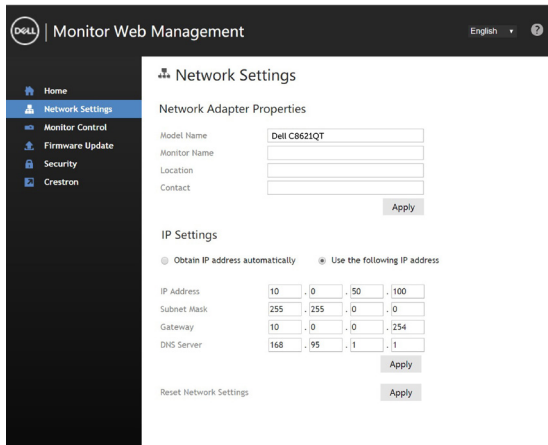 DELL
Monitor Web Management
English
?
Home
Network Settings
Monitor Control
Firmware Update
Security
Crestron
Network Settings
Network Adapter Properties
Model Name Dell C8621QT
Monitor Name
Location
Contact
Apply
IP Settings
Obtain IP address automatically Use the following IP address
IP Address 10 . 0 . 50 . 100
Subnet Mask 255 . 255 . 0 . 0
Gateway 10 . 0 . 0 . 254
DNS Server 168 . 95 . 1 . 1
Apply
Reset Network Settings Apply